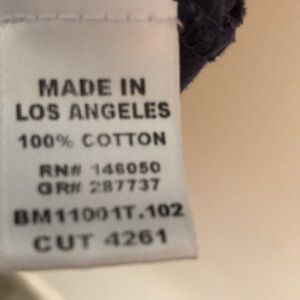 MADE IN
LOS ANGELES
100% COTTON
RN# 146050
GR# 287737
BM11001T.102
CUT 4261